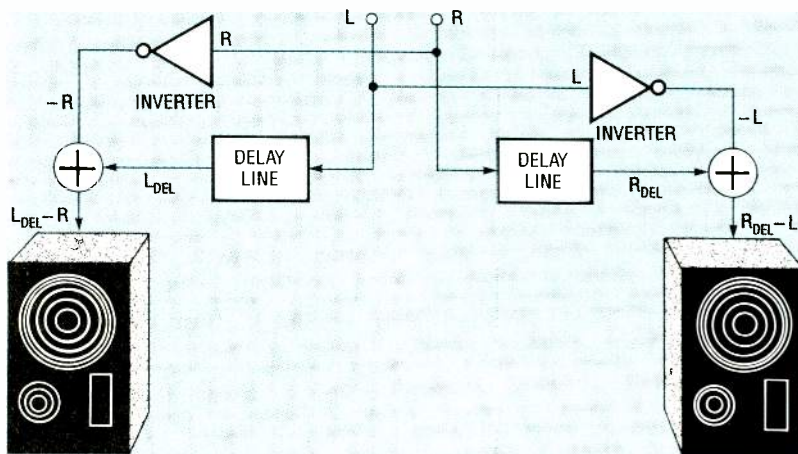 L R
R
INVERTER
L
INVERTER
–R
–L
DELAY
LINE
DELAY
LINE
L_DEL
R_DEL
L_DEL–R
R_DEL–L